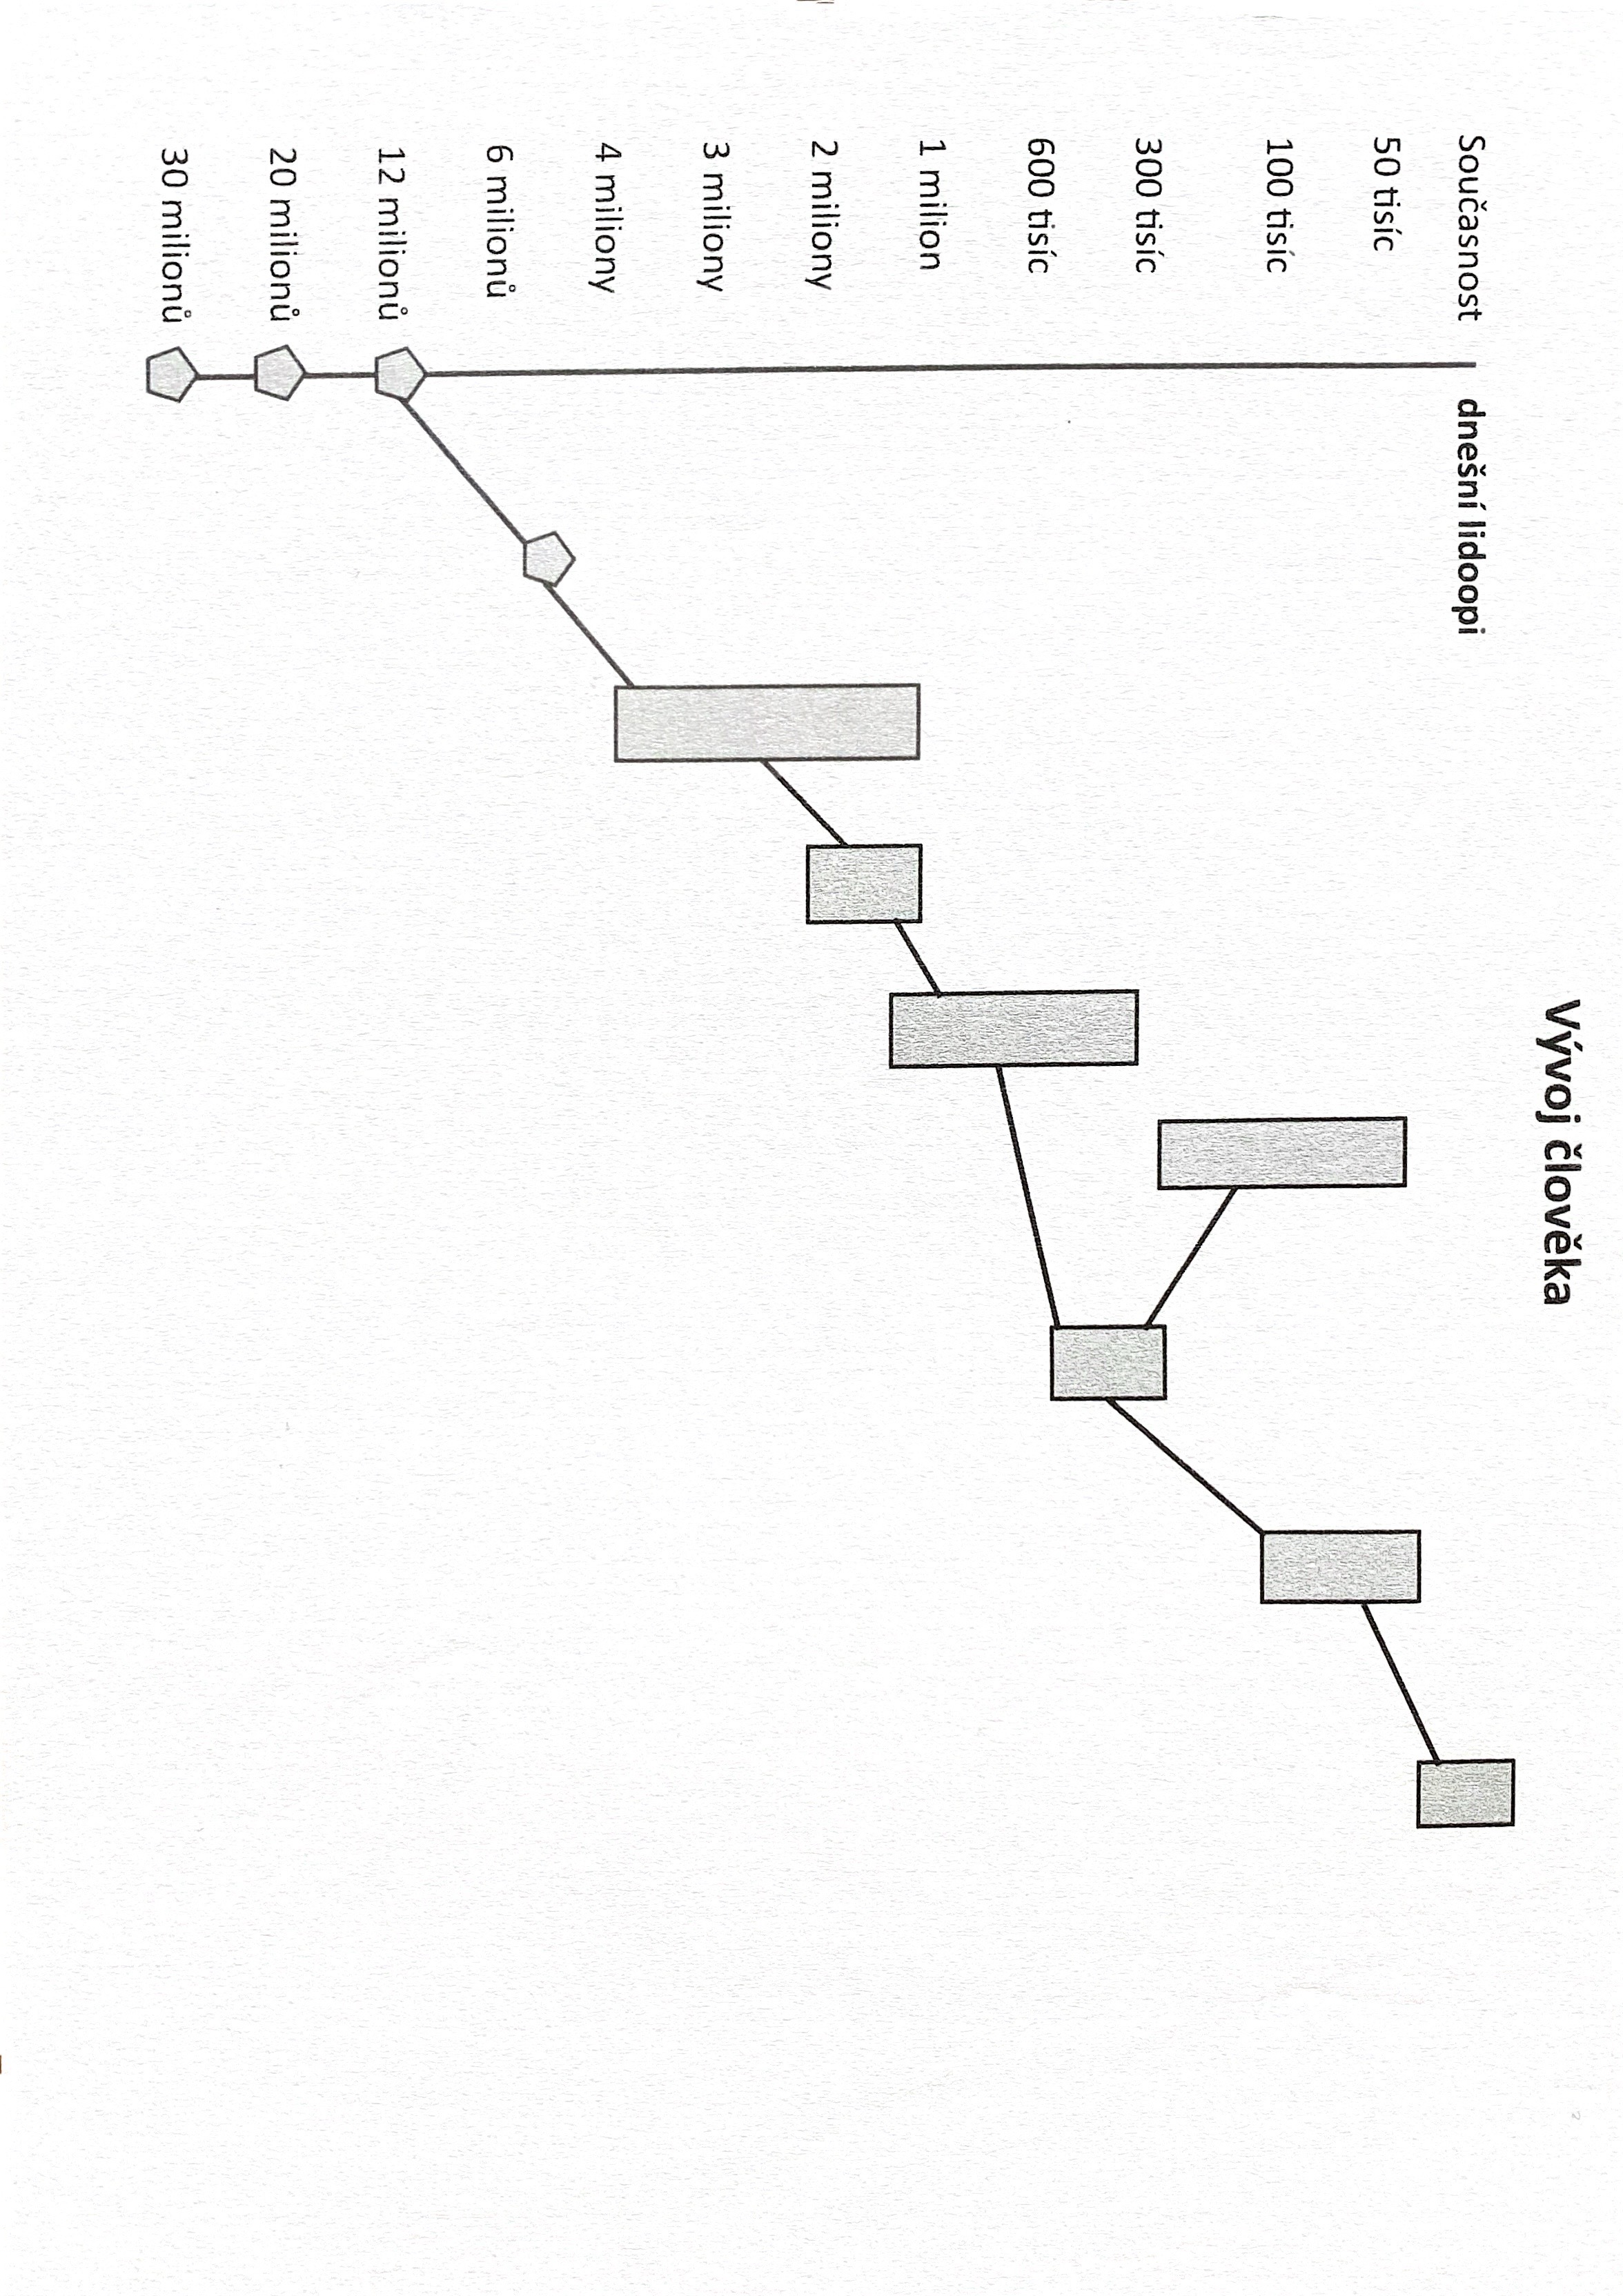 Vývoj člověka
Současnost
dnešní lidoopi
50 tisíc
100 tisíc
300 tisíc
600 tisíc
1 milion
2 miliony
3 miliony
4 miliony
6 milionů
12 milionů
20 milionů
30 milionů